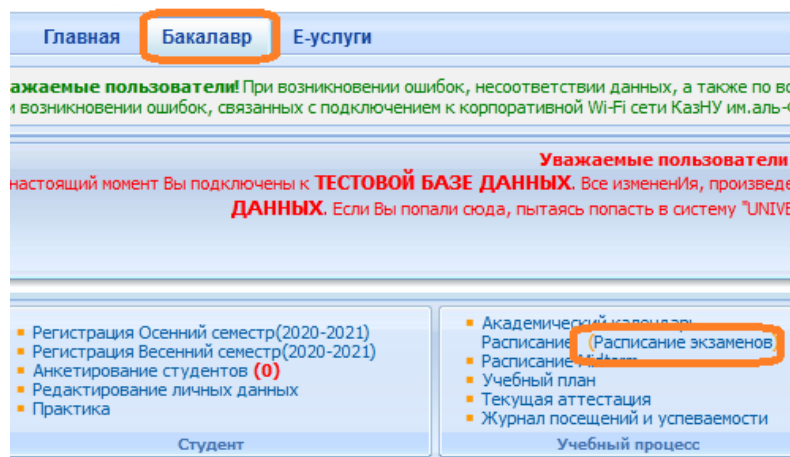 Главная Бакалавр Е-услуги
ажаемые пользователи! При возникновении ошибок, несоответствии данных, а также по во
и возникновении ошибок, связанных с подключением к корпоративной Wi-Fi сети КазНУ им.аль-Ф
Уважаемые пользователи
настоящий момент Вы подключены к ТЕСТОВОЙ БАЗЕ ДАННЫХ. Все измененИя, произведе
ДАННЫХ. Если Вы попали сюда, пытаясь попасть в систему "UNIVE
Регистрация Осенний семестр(2020-2021)
Регистрация Весенний семестр(2020-2021)
Анкетирование студентов (0)
Редактирование личных данных
Практика
Студент
Академический календарь
Расписание (Расписание экзаменов)
Расписание Midterm
Учебный план
Текущая аттестация
Журнал посещений и успеваемости
Учебный процесс